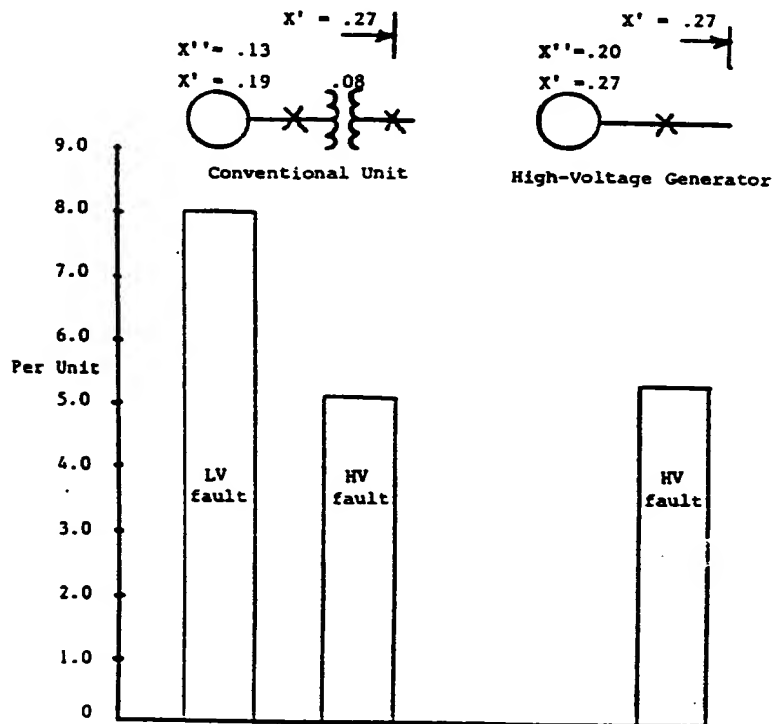 X' = .27
X''= .13
X' = .19
.08
Conventional Unit
X' = .27
X''=.20
X' =.27
High-Voltage Generator
9.0
8.0
7.0
6.0
Per Unit
5.0
4.0
3.0
2.0
1.0
0
LV
fault
HV
fault
HV
fault